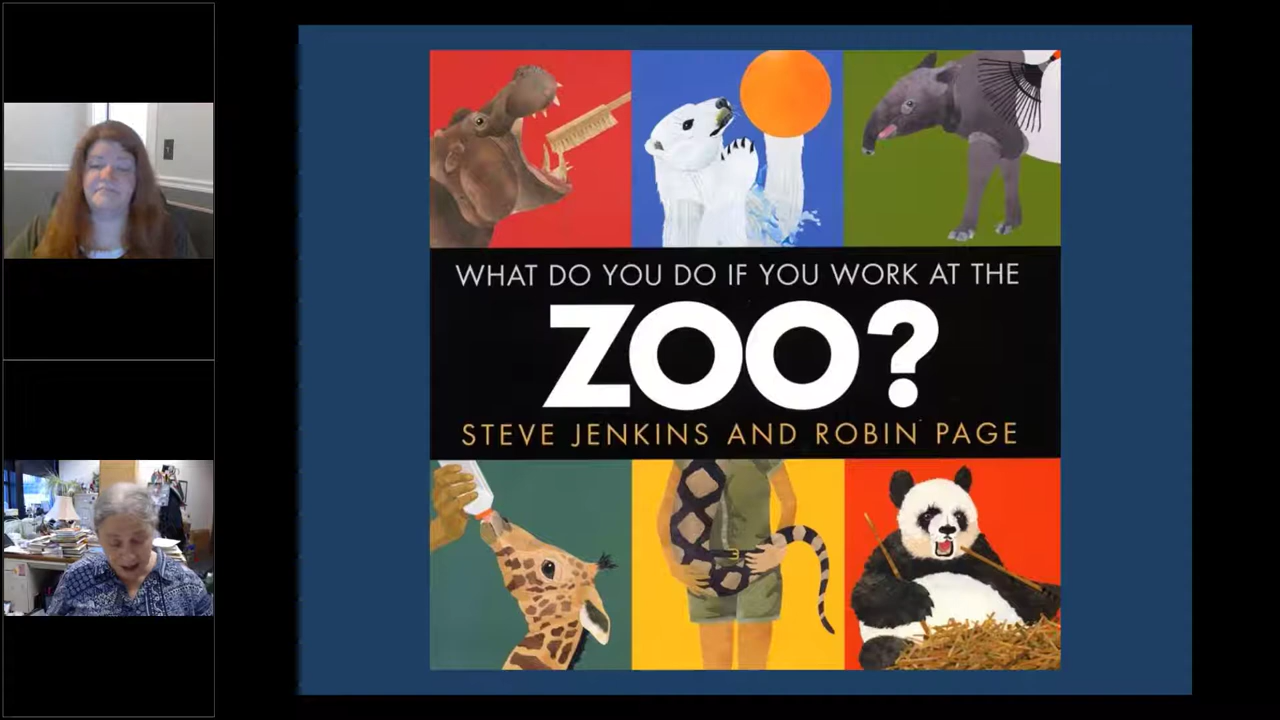 WHAT DO YOU DO IF YOU WORK AT THE
ZOO?
STEVE JENKINS AND ROBIN PAGE